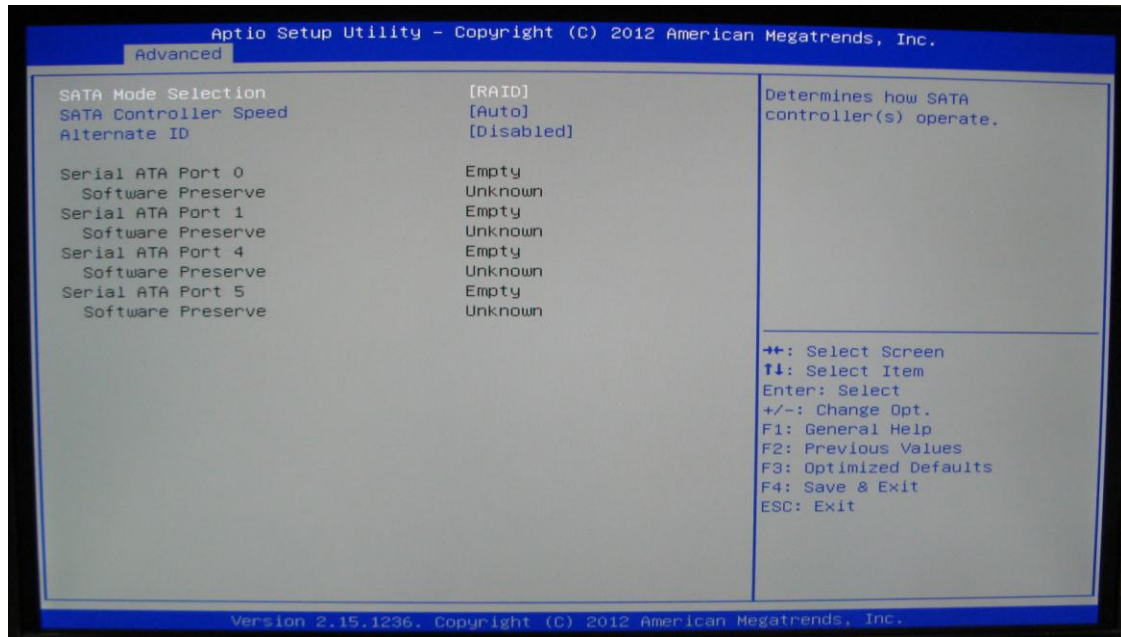 Aptio Setup Utility – Copyright (C) 2012 American Megatrends, Inc.
Advanced
SATA Mode Selection [RAID]
SATA Controller Speed [Auto]
Alternate ID [Disabled]
Serial ATA Port 0 Empty
Software Preserve Unknown
Serial ATA Port 1 Empty
Software Preserve Unknown
Serial ATA Port 4 Empty
Software Preserve Unknown
Serial ATA Port 5 Empty
Software Preserve Unknown
Determines how SATA
controller(s) operate.
→←: Select Screen
↑↓: Select Item
Enter: Select
+/-: Change Opt.
F1: General Help
F2: Previous Values
F3: Optimized Defaults
F4: Save & Exit
ESC: Exit
Version 2.15.1236. Copyright (C) 2012 American Megatrends, Inc.